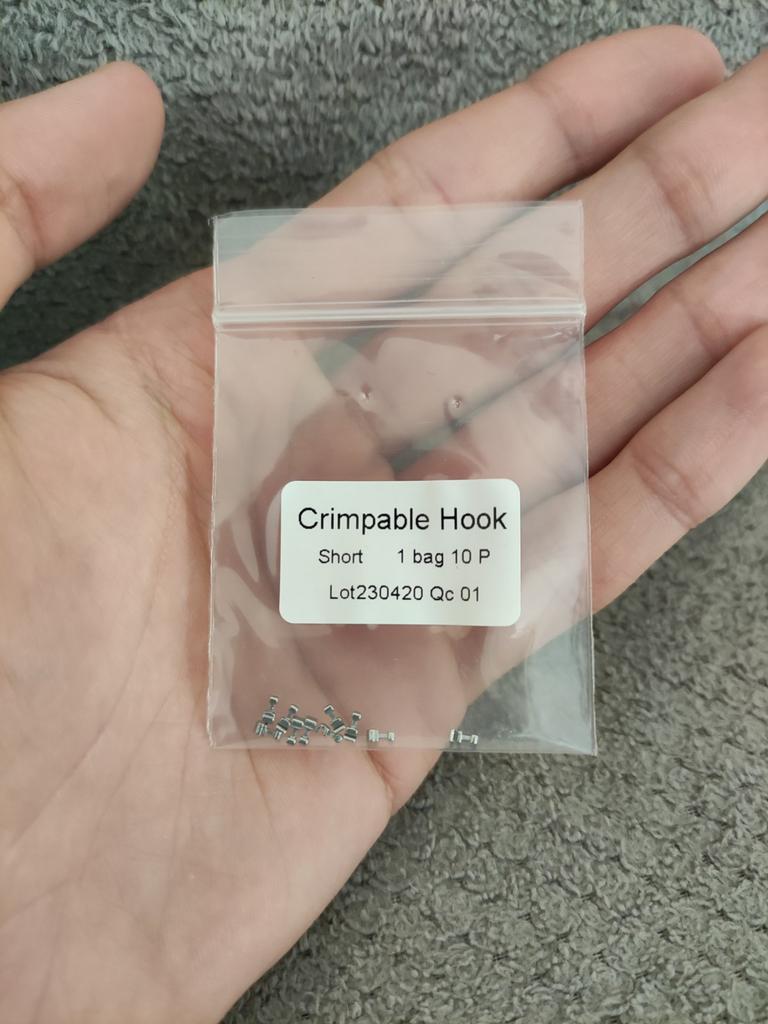 Crimpable Hook
Short 1 bag 10 P
Lot230420 Qc 01